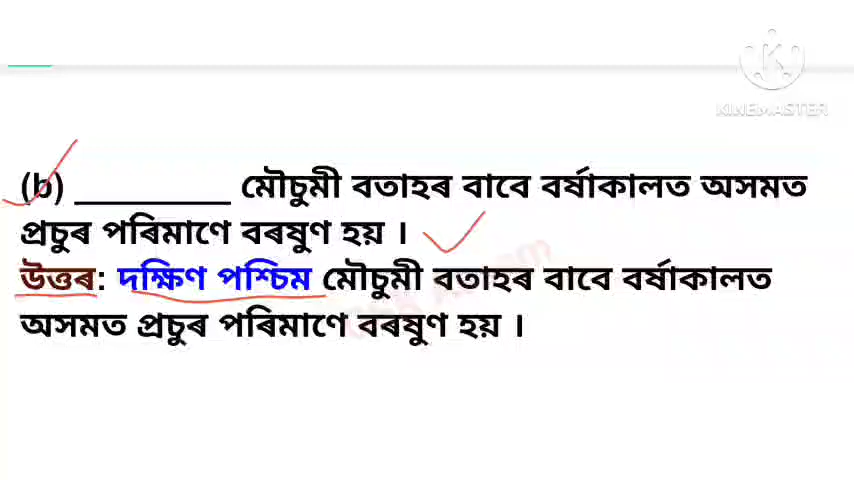 KINEMASTER
(b) __________ মৌচুমী বতাহৰ বাবে বৰ্ষাকালত অসমত
প্ৰচুৰ পৰিমাণে বৰষুণ হয় ।
উত্তৰ: দক্ষিণ পশ্চিম মৌচুমী বতাহৰ বাবে বৰ্ষাকালত
অসমত প্ৰচুৰ পৰিমাণে বৰষুণ হয় ।